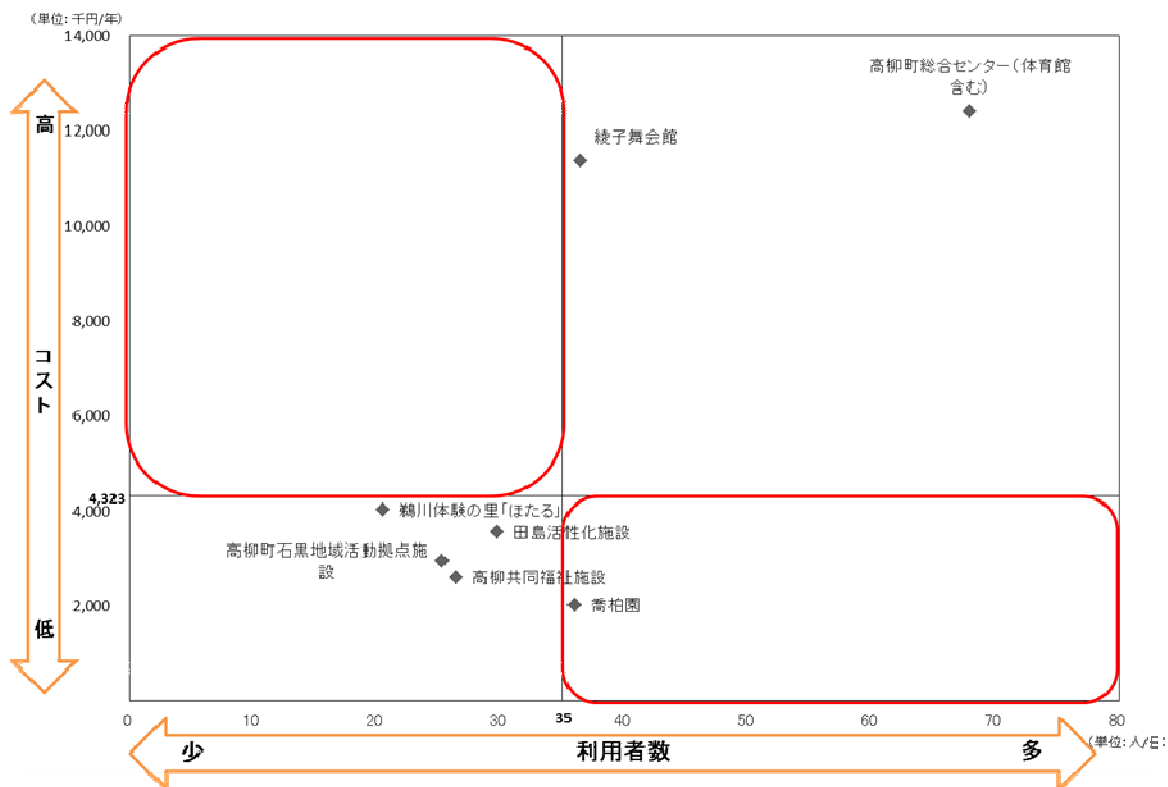 (単位:千円/年)
14,000
高柳町総合センター(体育館
含む)
高
12,000
綾子舞会館
10,000
8,000
コスト
6,000
4,323
4,000
鵜川体験の里「ほたる」
田島活性化施設
高柳町石黒地域活動拠点施
設
高柳共同福祉施設
2,000
喬柏園
低
0
10
20
30
35
40
50
60
70
80
少
利用者数
多
(単位:人/日